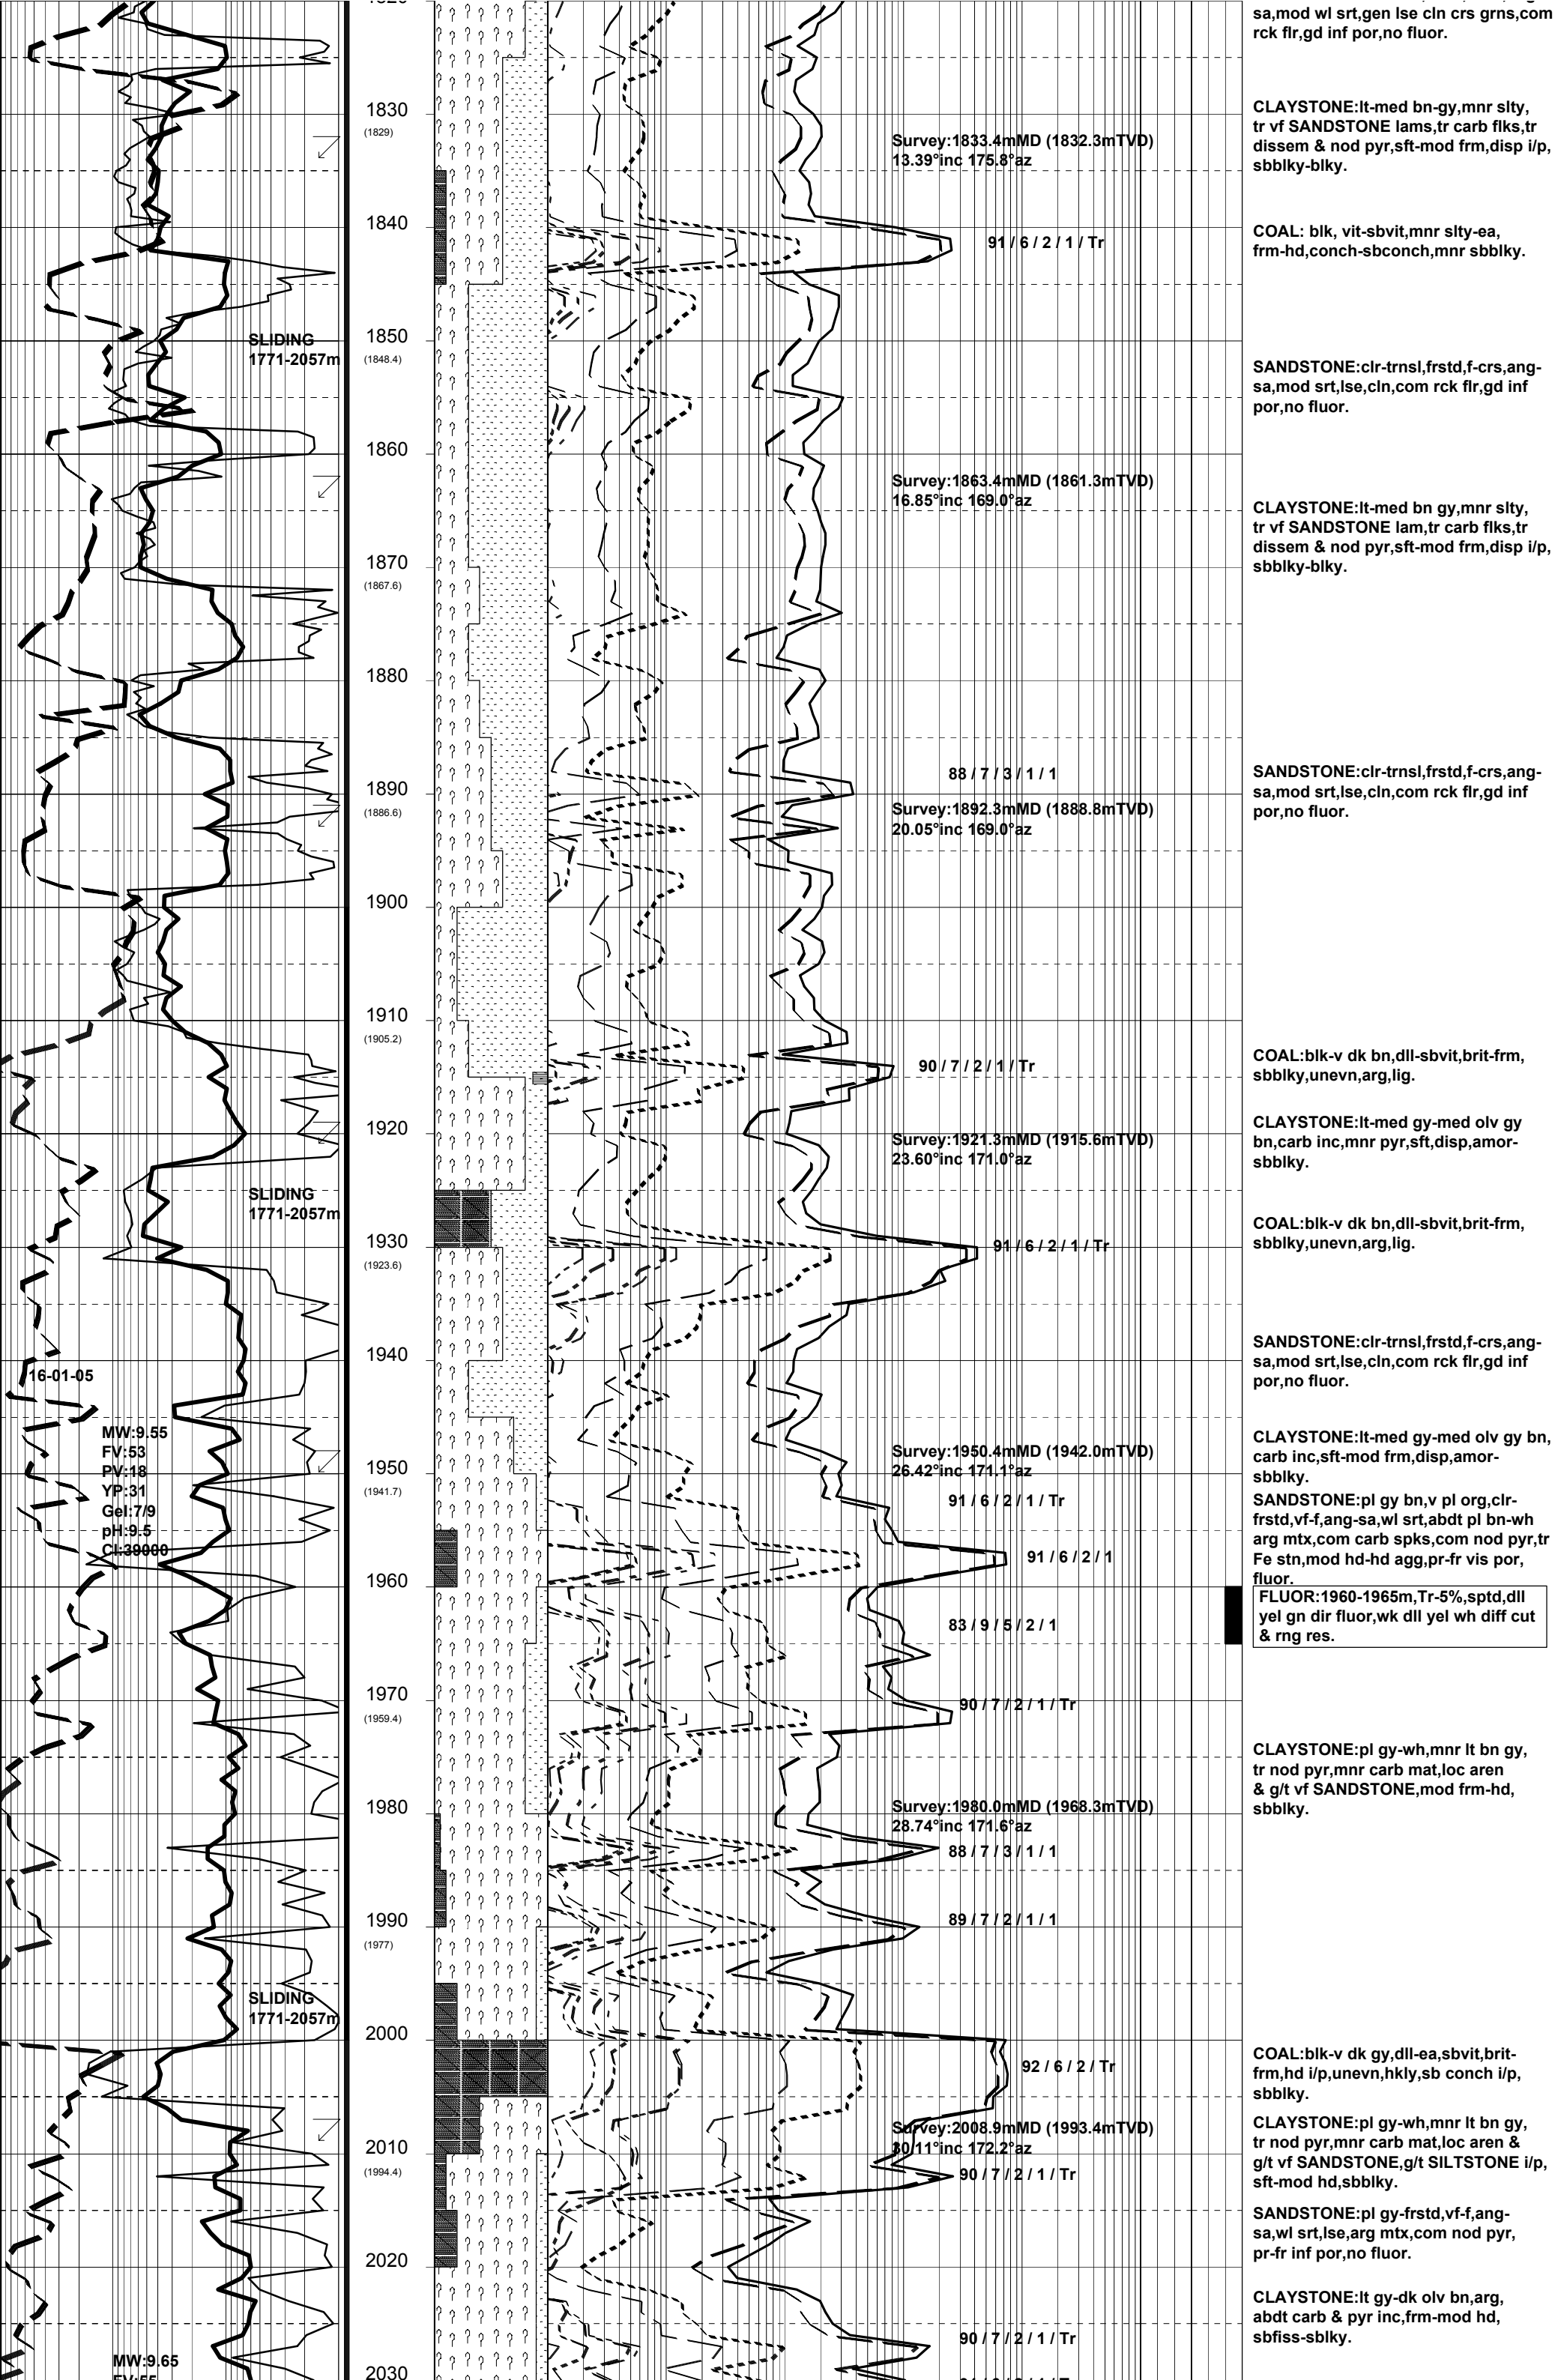 sa,mod wl srt,gen lse cln crs grns,com
rck flr,gd inf por,no fluor.
1830
(1829)
CLAYSTONE:lt-med bn-gy,mnr slty,
tr vf SANDSTONE lams,tr carb flks,tr
dissem & nod pyr,sft-mod frm,disp i/p,
sbblky-blky.
Survey:1833.4mMD (1832.3mTVD)
13.39°inc 175.8°az
1840
91 / 6 / 2 / 1 / Tr
COAL: blk, vit-sbvit,mnr slty-ea,
frm-hd,conch-sbconch,mnr sbblky.
SLIDING
1771-2057m
1850
(1848.4)
SANDSTONE:clr-trnsl,frstd,f-crs,ang-
sa,mod srt,lse,cln,com rck flr,gd inf
por,no fluor.
1860
Survey:1863.4mMD (1861.3mTVD)
16.85°inc 169.0°az
CLAYSTONE:lt-med bn gy,mnr slty,
tr vf SANDSTONE lam,tr carb flks,tr
dissem & nod pyr,sft-mod frm,disp i/p,
sbblky-blky.
1870
(1867.6)
1880
88 / 7 / 3 / 1 / 1
SANDSTONE:clr-trnsl,frstd,f-crs,ang-
sa,mod srt,lse,cln,com rck flr,gd inf
por,no fluor.
1890
(1886.6)
Survey:1892.3mMD (1888.8mTVD)
20.05°inc 169.0°az
1900
1910
(1905.2)
90 / 7 / 2 / 1 / Tr
COAL:blk-v dk bn,dll-sbvit,brit-frm,
sbblky,unevn,arg,lig.
1920
CLAYSTONE:lt-med gy-med olv gy
bn,carb inc,mnr pyr,sft,disp,amor-
sbblky.
Survey:1921.3mMD (1915.6mTVD)
23.60°inc 171.0°az
SLIDING
1771-2057m
COAL:blk-v dk bn,dll-sbvit,brit-frm,
sbblky,unevn,arg,lig.
1930
(1923.6)
91 / 6 / 2 / 1 / Tr
1940
SANDSTONE:clr-trnsl,frstd,f-crs,ang-
sa,mod srt,lse,cln,com rck flr,gd inf
por,no fluor.
16-01-05
MW:9.55
FV:53
PV:18
YP:31
Gel:7/9
pH:9.5
Cl:39000
Survey:1950.4mMD (1942.0mTVD)
26.42°inc 171.1°az
CLAYSTONE:lt-med gy-med olv gy bn,
carb inc,sft-mod frm,disp,amor-
sbblky.
1950
(1941.7)
91 / 6 / 2 / 1 / Tr
SANDSTONE:pl gy bn,v pl org,clr-
frstd,vf-f,ang-sa,wl srt,abdt pl bn-wh
arg mtx,com carb spks,com nod pyr,tr
Fe stn,mod hd-hd agg,pr-fr vis por,
fluor.
91 / 6 / 2 / 1
1960
FLUOR:1960-1965m,Tr-5%,sptd,dll
yel gn dir fluor,wk dll yel wh diff cut
& rng res.
83 / 9 / 5 / 2 / 1
1970
(1959.4)
90 / 7 / 2 / 1 / Tr
CLAYSTONE:pl gy-wh,mnr lt bn gy,
tr nod pyr,mnr carb mat,loc aren
& g/t vf SANDSTONE,mod frm-hd,
sbblky.
1980
Survey:1980.0mMD (1968.3mTVD)
28.74°inc 171.6°az
88 / 7 / 3 / 1 / 1
1990
(1977)
89 / 7 / 2 / 1 / 1
SLIDING
1771-2057m
2000
92 / 6 / 2 / Tr
COAL:blk-v dk gy,dll-ea,sbvit,brit-
frm,hd i/p,unevn,hkly,sb conch i/p,
sbblky.
Survey:2008.9mMD (1993.4mTVD)
30.11°inc 172.2°az
CLAYSTONE:pl gy-wh,mnr lt bn gy,
tr nod pyr,mnr carb mat,loc aren &
g/t vf SANDSTONE,g/t SILTSTONE i/p,
sft-mod hd,sbblky.
2010
(1994.4)
90 / 7 / 2 / 1 / Tr
SANDSTONE:pl gy-frstd,vf-f,ang-
sa,wl srt,lse,arg mtx,com nod pyr,
pr-fr inf por,no fluor.
2020
CLAYSTONE:lt gy-dk olv bn,arg,
abdt carb & pyr inc,frm-mod hd,
sbfiss-sblky.
90 / 7 / 2 / 1 / Tr
MW:9.65
2030